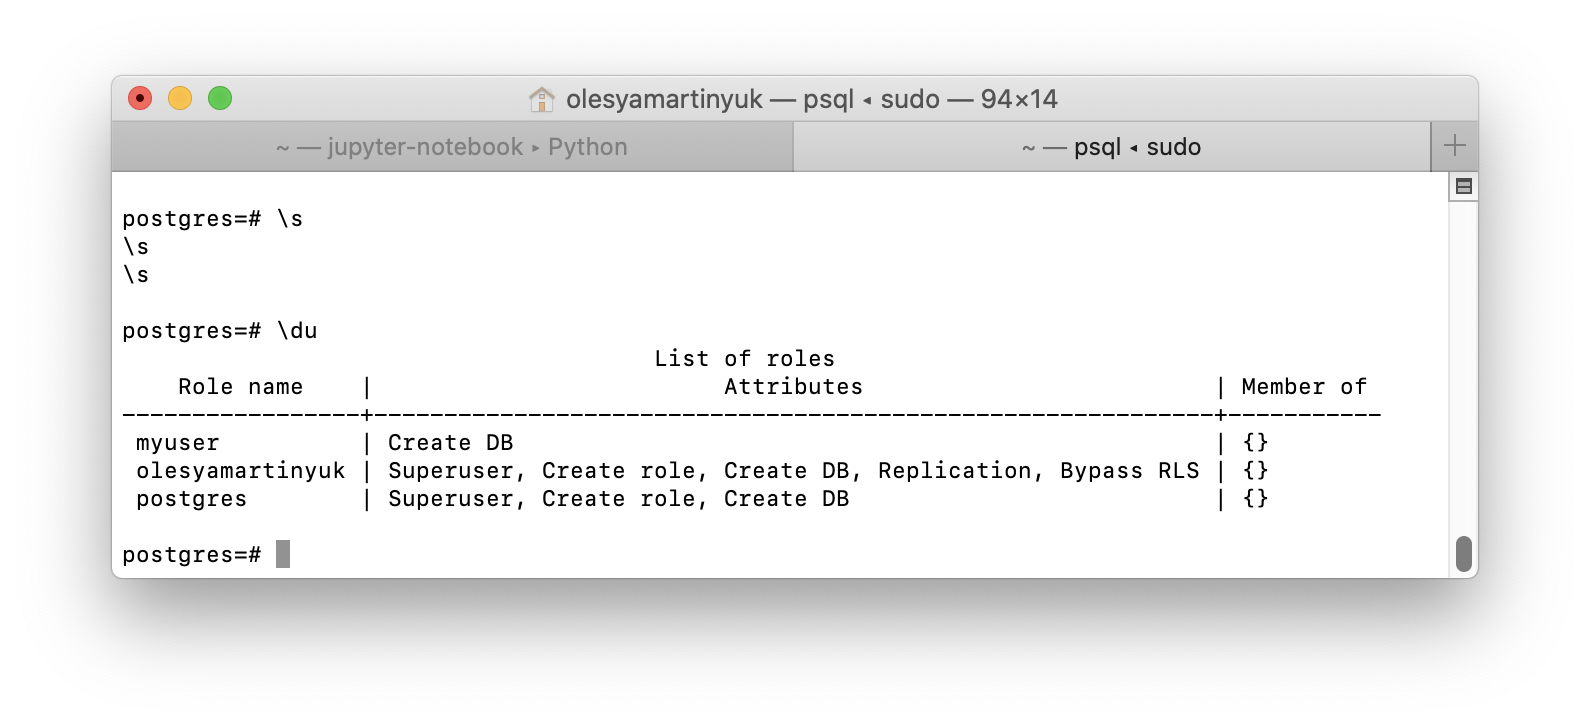 olesyamartinyuk — psql ◂ sudo — 94×14
~ — jupyter-notebook ▸ Python
~ — psql ◂ sudo
postgres=# \s
\s
\s
postgres=# \du
List of roles
Role name | Attributes | Member of
-----------------+-------------------------------------------------------------+-----------
myuser | Create DB | {}
olesyamartinyuk | Superuser, Create role, Create DB, Replication, Bypass RLS | {}
postgres | Superuser, Create role, Create DB | {}
postgres=#